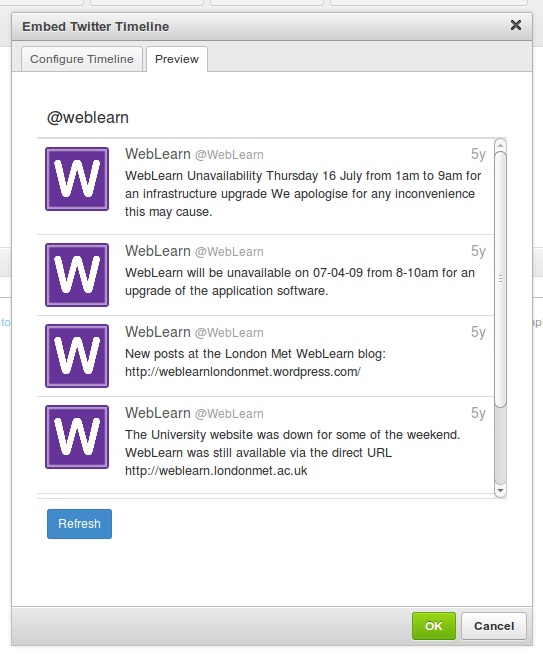 Embed Twitter Timeline
Configure Timeline
Preview
@weblearn
W
WebLearn @WebLearn 5y
WebLearn Unavailability Thursday 16 July from 1am to 9am for
an infrastructure upgrade We apologise for any inconvenience
this may cause.
W
WebLearn @WebLearn 5y
WebLearn will be unavailable on 07-04-09 from 8-10am for an
upgrade of the application software.
W
WebLearn @WebLearn 5y
New posts at the London Met WebLearn blog:
http://weblearnlondonmet.wordpress.com/
W
WebLearn @WebLearn 5y
The University website was down for some of the weekend.
WebLearn was still available via the direct URL
http://weblearn.londonmet.ac.uk
Refresh
OK
Cancel